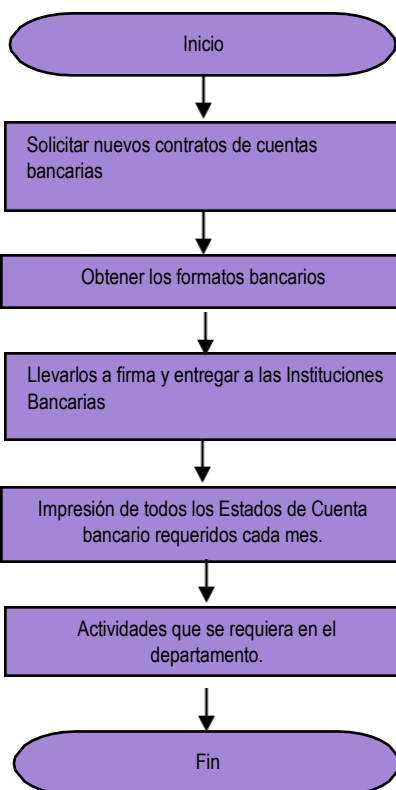 Inicio
Solicitar nuevos contratos de cuentas
bancarias
Obtener los formatos bancarios
Llevarlos a firma y entregar a las Instituciones
Bancarias
Impresión de todos los Estados de Cuenta
bancario requeridos cada mes.
Actividades que se requiera en el
departamento.
Fin